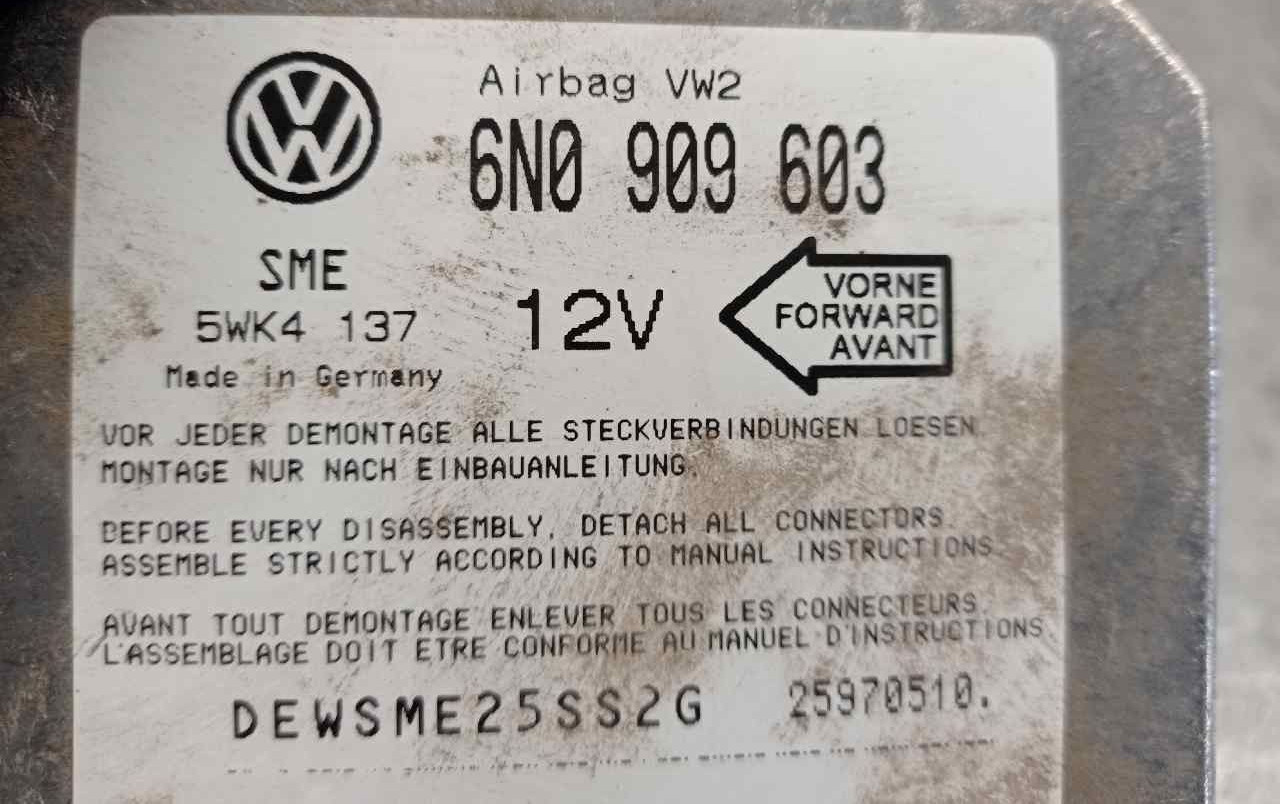 Airbag VW2
6N0 909 603
SME
5WK4 137
Made in Germany
12V
VORNE
FORWARD
AVANT
VOR JEDER DEMONTAGE ALLE STECKVERBINDUNGEN LOESEN.
MONTAGE NUR NACH EINBAUANLEITUNG.
BEFORE EVERY DISASSEMBLY, DETACH ALL CONNECTORS.
ASSEMBLE STRICTLY ACCORDING TO MANUAL INSTRUCTIONS.
AVANT TOUT DEMONTAGE ENLEVER TOUS LES CONNECTEURS.
L'ASSEMBLAGE DOIT ETRE CONFORME AU MANUEL D'INSTRUCTIONS.
DEWSME25SS2G 25970510.